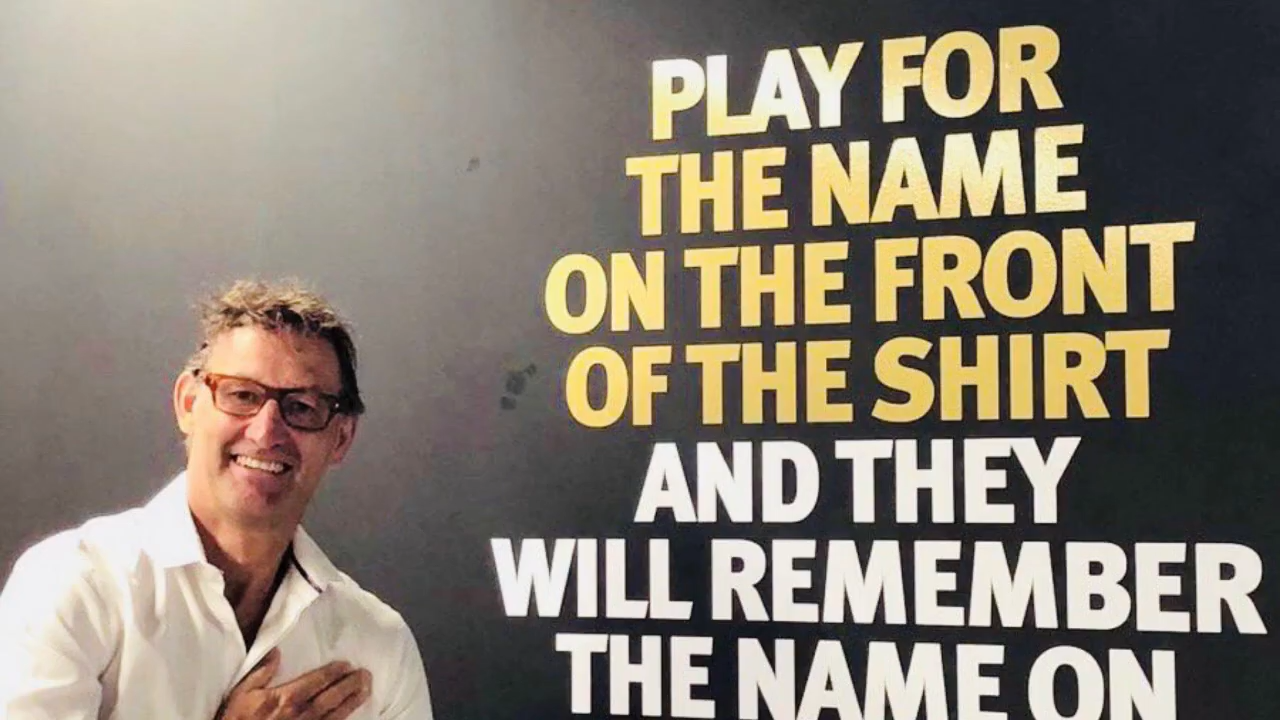 PLAY FOR
THE NAME
ON THE FRONT
OF THE SHIRT
AND THEY
WILL REMEMBER
THE NAME ON